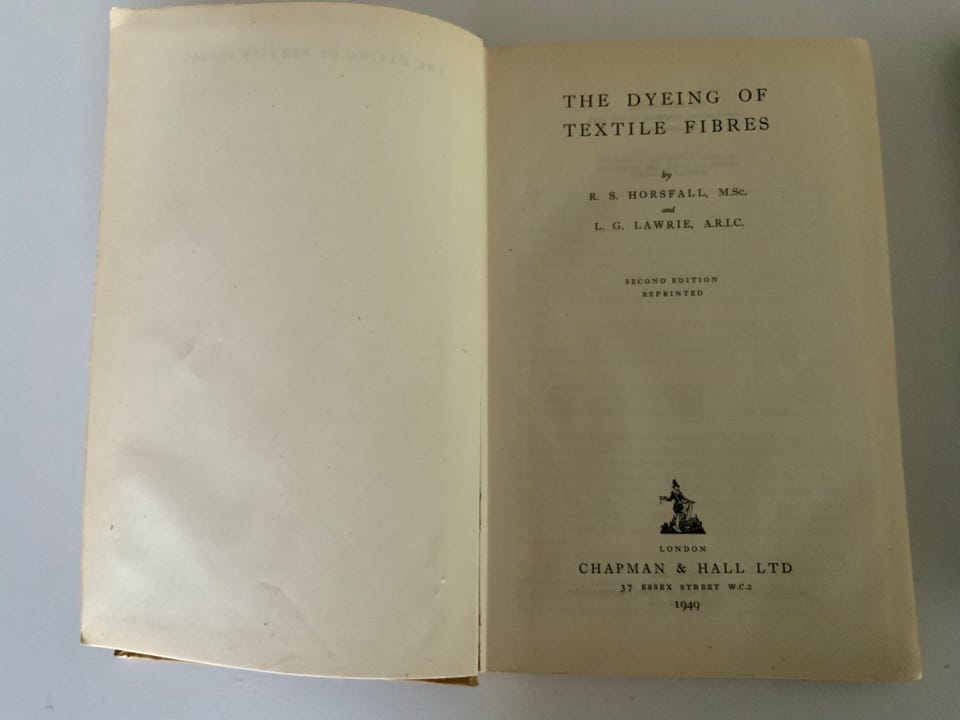 THE DYEING OF
TEXTILE FIBRES
by
R. S. HORSFALL, M.Sc.
and
L. G. LAWRIE, A.R.I.C.
SECOND EDITION
REPRINTED
LONDON
CHAPMAN & HALL LTD
37 ESSEX STREET W.C.2
1949